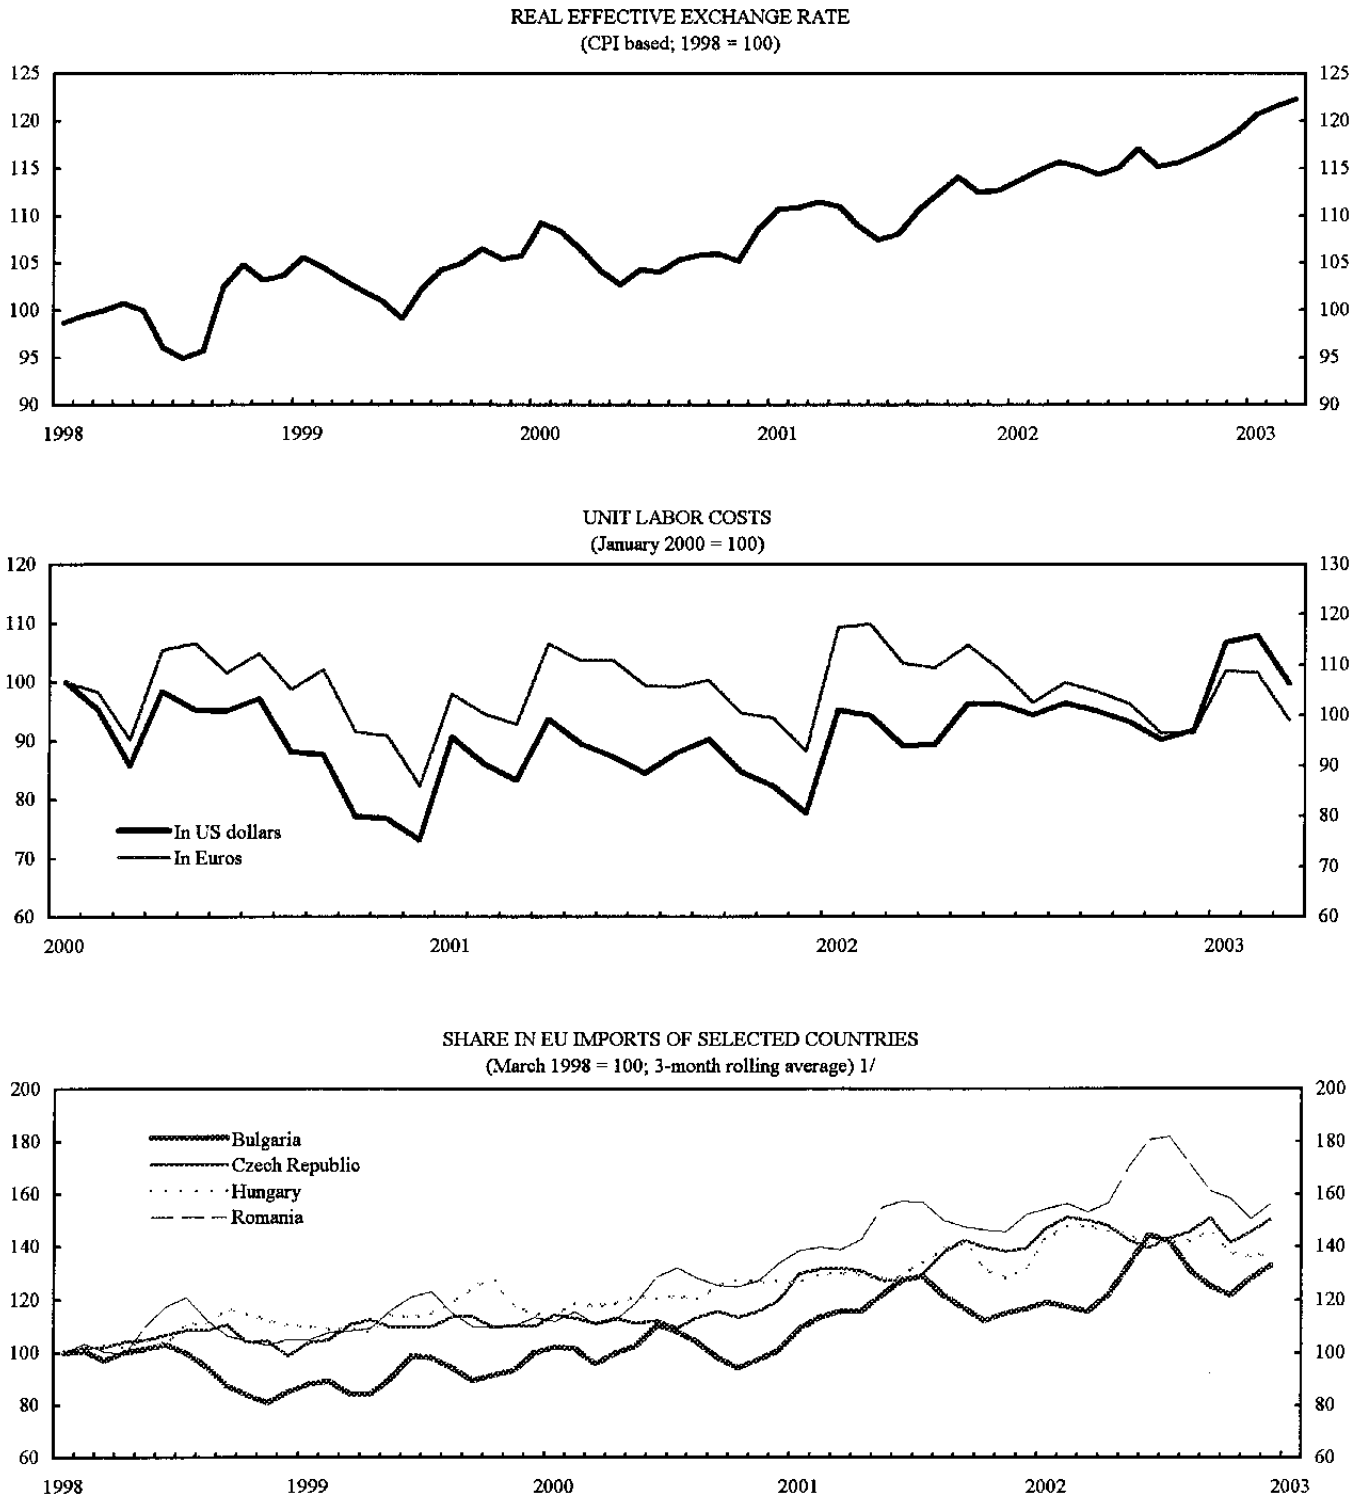 REAL EFFECTIVE EXCHANGE RATE
(CPI based; 1998 = 100)
125 125
120 120
115 115
110 110
105 105
100 100
95 95
90 90
1998 1999 2000 2001 2002 2003
UNIT LABOR COSTS
(January 2000 = 100)
120 130
110 120
100 110
90 100
80 90
70 80
60 70
60
In US dollars
In Euros
2000 2001 2002 2003
SHARE IN EU IMPORTS OF SELECTED COUNTRIES
(March 1998 = 100; 3-month rolling average) 1/
200 200
180 180
160 160
140 140
120 120
100 100
80 80
60 60
Bulgaria
Czech Republic
Hungary
Romania
1998 1999 2000 2001 2002 2003